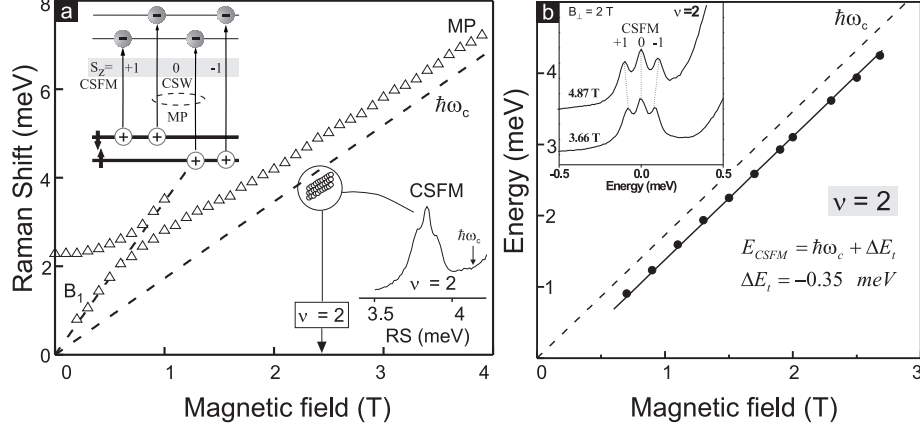 a
MP
S_Z= +1 0 -1
CSFM CSW
MP
ħω_c
B_1
CSFM
ħω_c
ν = 2
3.5 4
RS (meV)
ν = 2
8
6
4
2
0
Raman Shift (meV)
0 1 2 3 4
Magnetic field (T)
b
ħω_c
B_⊥ = 2 T
ν=2
CSFM
+1 0 -1
4.87 T
3.66 T
-0.5 0.0 0.5
Energy (meV)
ν = 2
E_CSFM = ħω_c + ΔE_t
ΔE_t = -0.35 meV
4
3
2
1
Energy (meV)
0 1 2 3
Magnetic field (T)